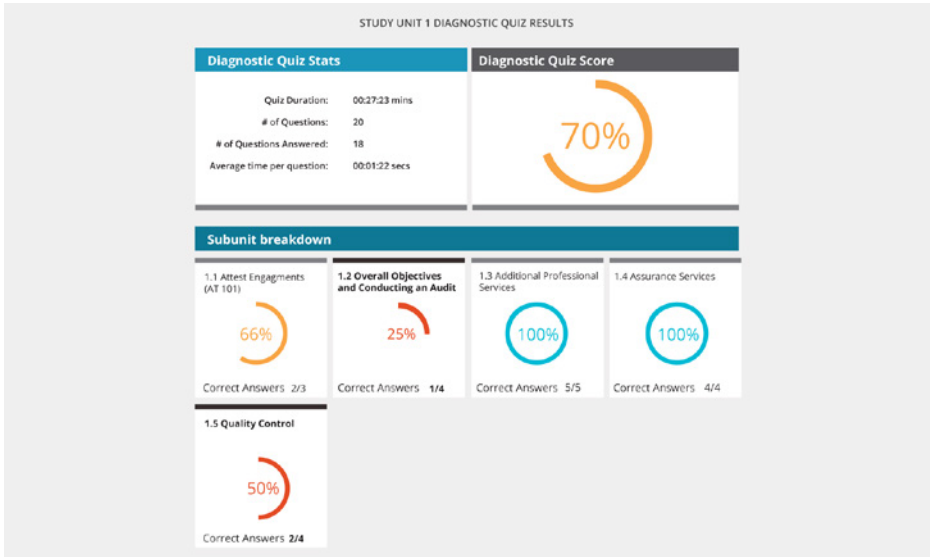 STUDY UNIT 1 DIAGNOSTIC QUIZ RESULTS
Diagnostic Quiz Stats
Quiz Duration: 00:27:23 mins
# of Questions: 20
# of Questions Answered: 18
Average time per question: 00:01:22 secs
Diagnostic Quiz Score
70%
Subunit breakdown
1.1 Attest Engagments
(AT 101)
66%
Correct Answers 2/3
1.2 Overall Objectives
and Conducting an Audit
25%
Correct Answers 1/4
1.3 Additional Professional
Services
100%
Correct Answers 5/5
1.4 Assurance Services
100%
Correct Answers 4/4
1.5 Quality Control
50%
Correct Answers 2/4